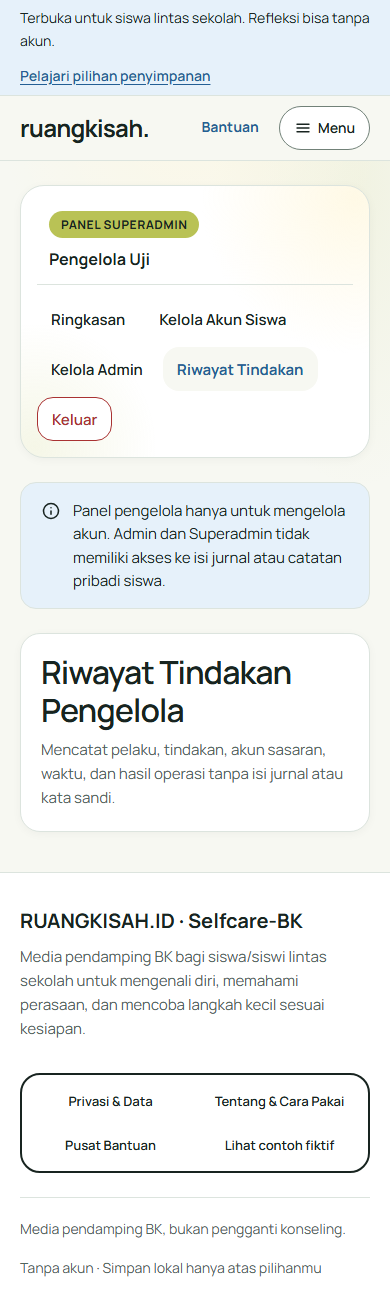 Terbuka untuk siswa lintas sekolah. Refleksi bisa tanpa
akun.
Pelajari pilihan penyimpanan
ruangkisah.
Bantuan
Menu
PANEL SUPERADMIN
Pengelola Uji
Ringkasan
Kelola Akun Siswa
Kelola Admin
Riwayat Tindakan
Keluar
Panel pengelola hanya untuk mengelola
akun. Admin dan Superadmin tidak
memiliki akses ke isi jurnal atau catatan
pribadi siswa.
Riwayat Tindakan
Pengelola
Mencatat pelaku, tindakan, akun sasaran,
waktu, dan hasil operasi tanpa isi jurnal atau
kata sandi.
RUANGKISAH.ID · Selfcare-BK
Media pendamping BK bagi siswa/siswi lintas
sekolah untuk mengenali diri, memahami
perasaan, dan mencoba langkah kecil sesuai
kesiapan.
Privasi & Data
Tentang & Cara Pakai
Pusat Bantuan
Lihat contoh fiktif
Media pendamping BK, bukan pengganti konseling.
Tanpa akun · Simpan lokal hanya atas pilihanmu